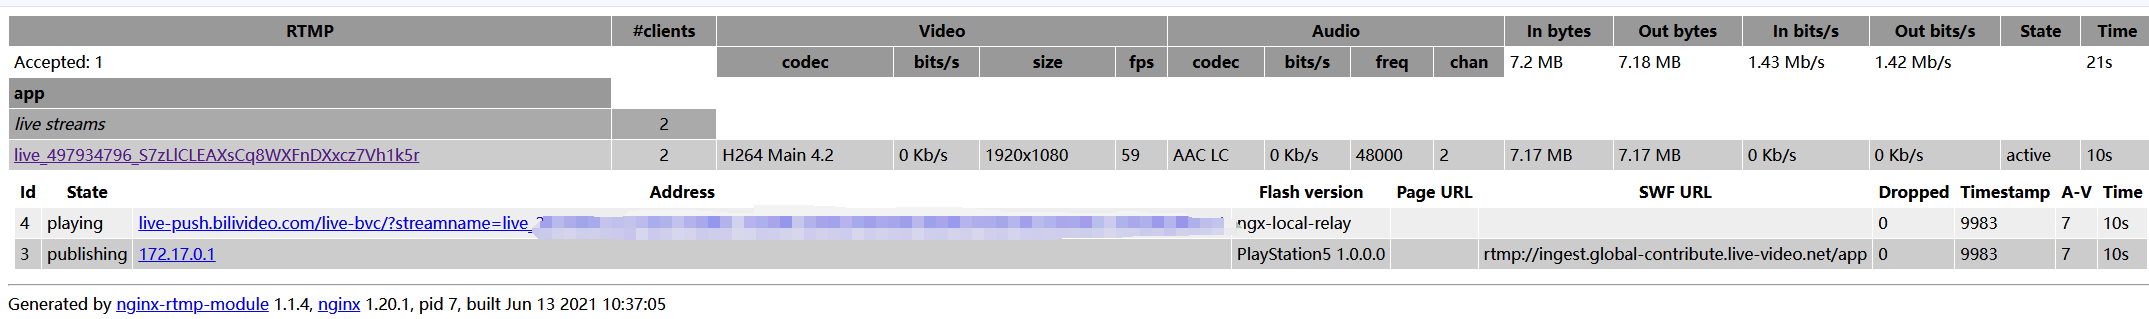 RTMP #clients Video Audio In bytes Out bytes In bits/s Out bits/s State Time
Accepted: 1 codec bits/s size fps codec bits/s freq chan 7.2 MB 7.18 MB 1.43 Mb/s 1.42 Mb/s 21s
app
live streams 2
live_497934796_S7zLlCLEAXsCq8WXFnDXxcz7Vh1k5r 2 H264 Main 4.2 0 Kb/s 1920x1080 59 AAC LC 0 Kb/s 48000 2 7.17 MB 7.17 MB 0 Kb/s 0 Kb/s active 10s
Id State Address Flash version Page URL SWF URL Dropped Timestamp A-V Time
4 playing live-push.bilivideo.com/live-bvc/?streamname=live_ ngx-local-relay 0 9983 7 10s
3 publishing 172.17.0.1 PlayStation5 1.0.0.0 rtmp://ingest.global-contribute.live-video.net/app 0 9983 7 10s
Generated by nginx-rtmp-module 1.1.4, nginx 1.20.1, pid 7, built Jun 13 2021 10:37:05